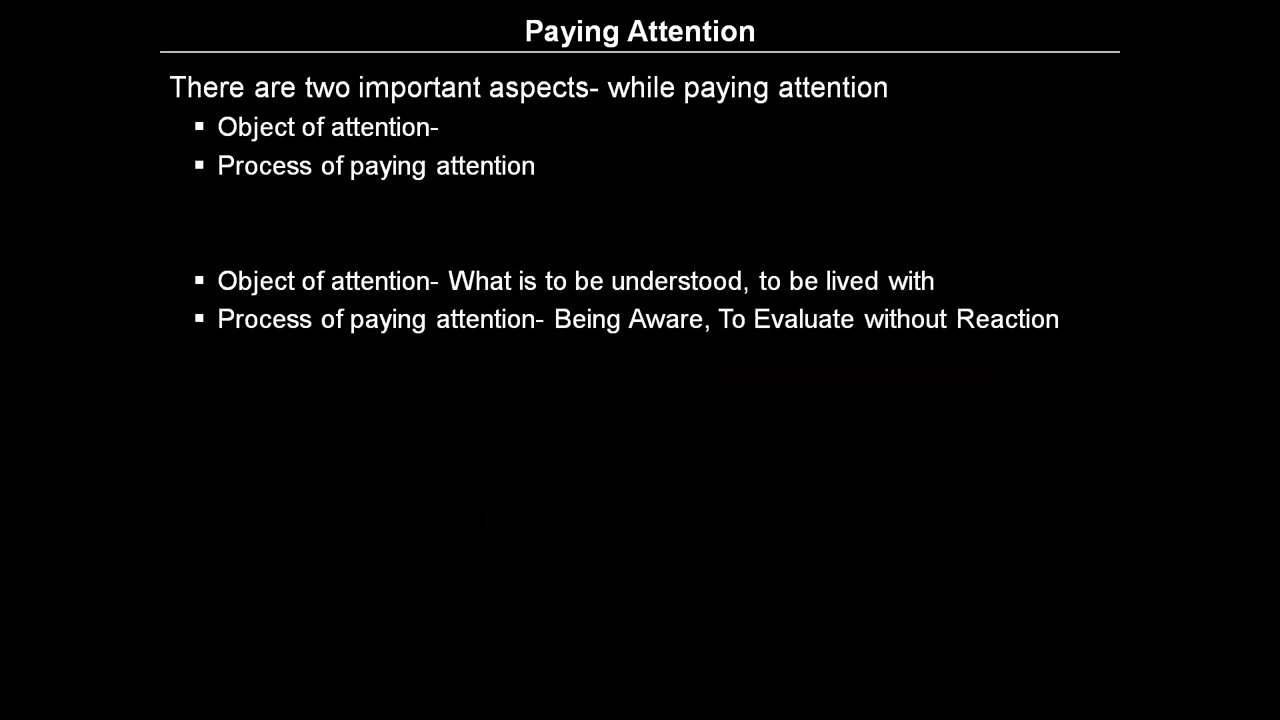 Paying Attention
There are two important aspects- while paying attention
▪ Object of attention-
▪ Process of paying attention
▪ Object of attention- What is to be understood, to be lived with
▪ Process of paying attention- Being Aware, To Evaluate without Reaction